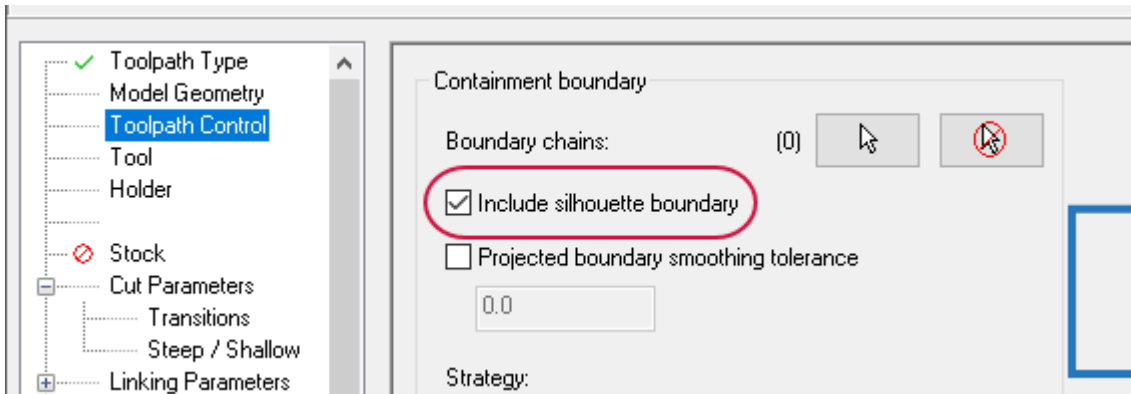 Toolpath Type
Model Geometry
Toolpath Control
Tool
Holder
Stock
Cut Parameters
Transitions
Steep / Shallow
Linking Parameters
Containment boundary
Boundary chains: (0)
Include silhouette boundary
Projected boundary smoothing tolerance
0.0
Strategy: